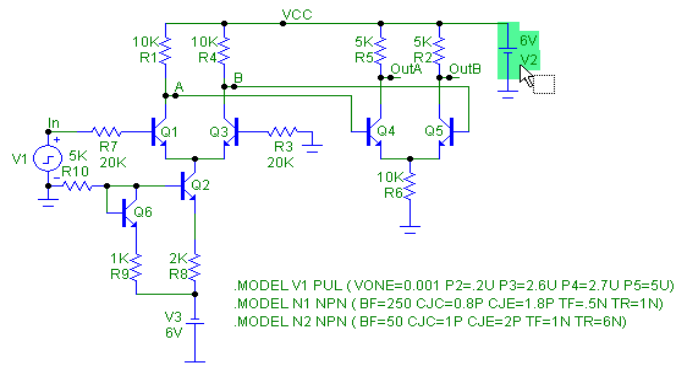 VCC
10K
R1
10K
R4
5K
R5
5K
R2
6V
V2
OutA
OutB
A
B
In
Q1
Q3
Q4
Q5
R7
20K
R3
20K
V1
5K
R10
Q2
10K
R6
Q6
1K
R9
2K
R8
V3
6V
.MODEL V1 PUL ( VONE=0.001 P2=.2U P3=2.6U P4=2.7U P5=5U)
.MODEL N1 NPN ( BF=250 CJC=0.8P CJE=1.8P TF=.5N TR=1N)
.MODEL N2 NPN ( BF=50 CJC=1P CJE=2P TF=1N TR=6N)